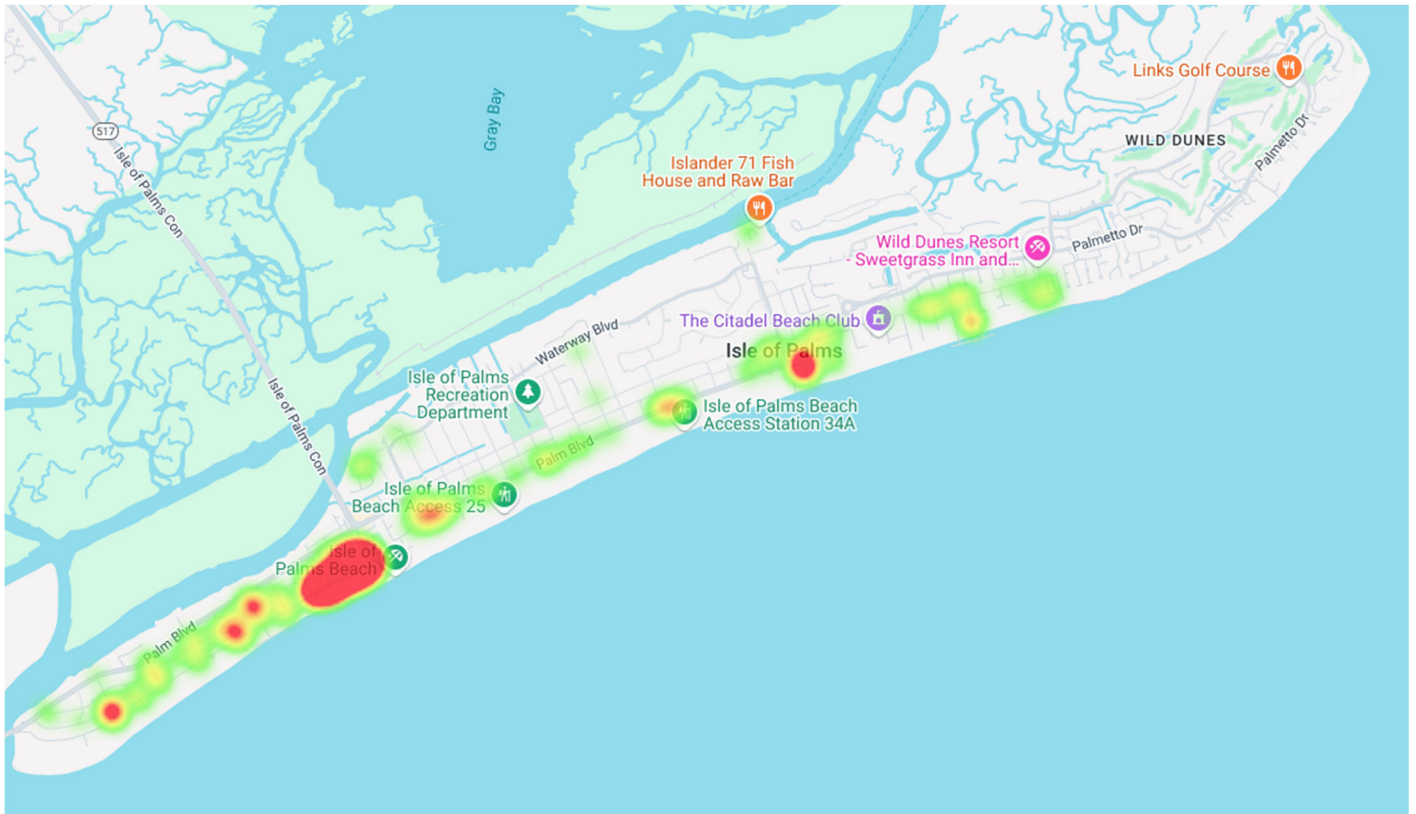 Links Golf Course
WILD DUNES
Palmetto Dr
517
Isle of Palms Con
Gray Bay
Islander 71 Fish
House and Raw Bar
Wild Dunes Resort
- Sweetgrass Inn and...
Palmetto Dr
The Citadel Beach Club
Isle of Palms
Waterway Blvd
Isle of Palms
Recreation
Department
Isle of Palms Con
Isle of Palms Beach
Access Station 34A
Palm Blvd
Isle of Palms
Beach Access 25
Isle of
Palms Beach
Palm Blvd